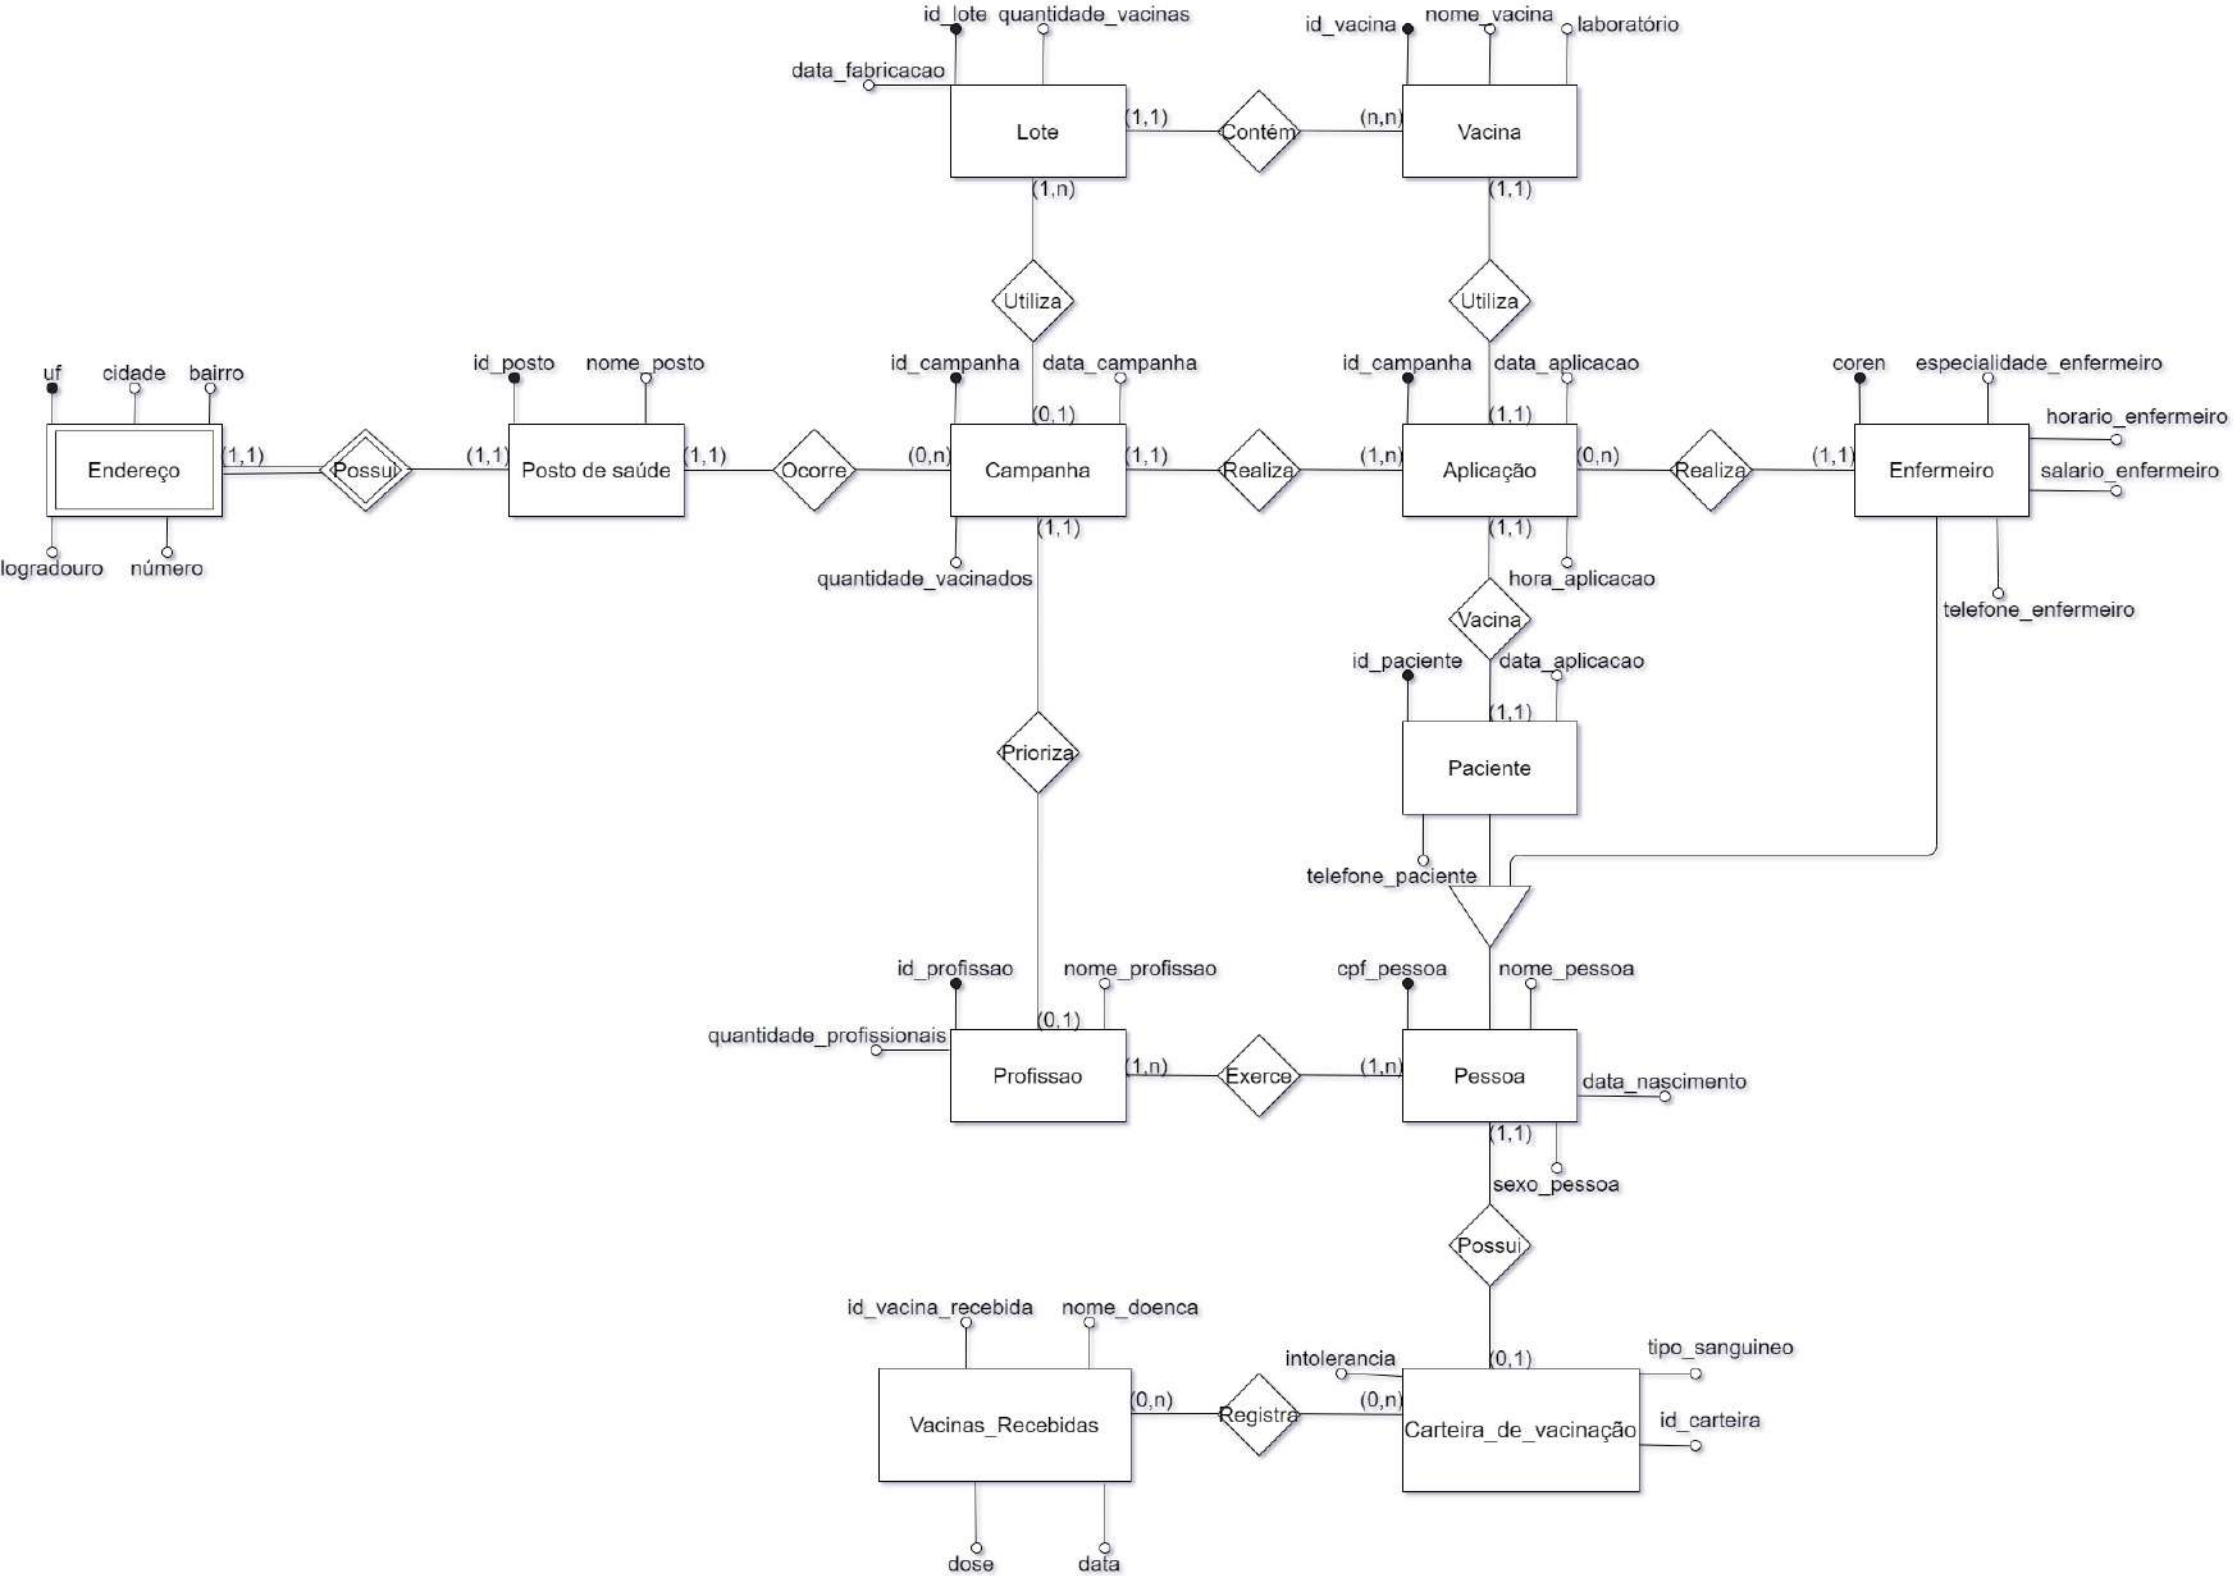 id_lote quantidade_vacinas
id_vacina nome_vacina laboratório
data_fabricacao
Lote (1,1) Contém (n,n) Vacina
(1,n) (1,1)
Utiliza Utiliza
uf cidade bairro id_posto nome_posto id_campanha data_campanha id_campanha data_aplicacao coren especialidade_enfermeiro
(0,1) (1,1) horario_enfermeiro
Endereço (1,1) Possui (1,1) Posto de saúde (1,1) Ocorre (0,n) Campanha (1,1) Realiza (1,n) Aplicação (0,n) Realiza (1,1) Enfermeiro salario_enfermeiro
(1,1) (1,1)
logradouro número quantidade_vacinados hora_aplicacao
telefone_enfermeiro
Vacina
id_paciente data_aplicacao
(1,1)
Prioriza Paciente
telefone_paciente
id_profissao nome_profissao cpf_pessoa nome_pessoa
(0,1)
quantidade_profissionais
Profissao (1,n) Exerce (1,n) Pessoa data_nascimento
(1,1)
sexo_pessoa
Possui
id_vacina_recebida nome_doenca
intolerancia (0,1) tipo_sanguineo
Vacinas_Recebidas (0,n) Registra (0,n) Carteira_de_vacinação id_carteira
dose data